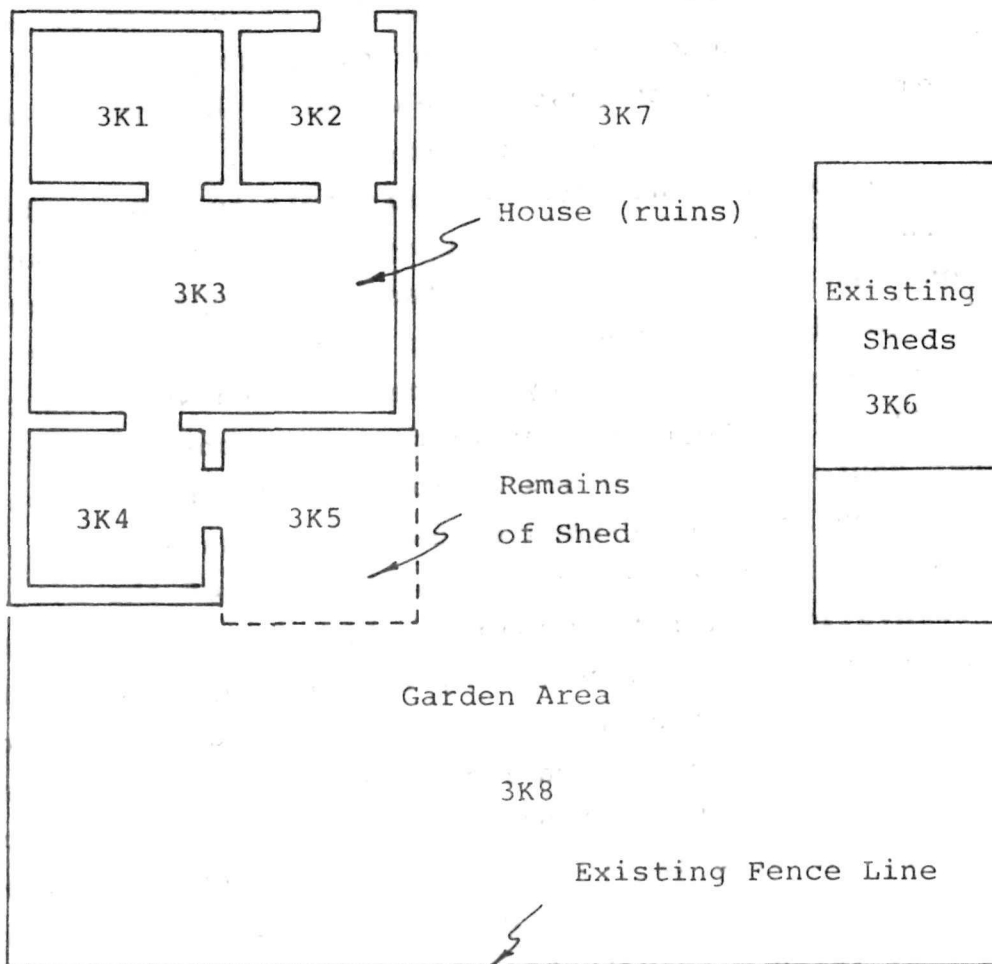 3K1
3K2
3K7
House (ruins)
3K3
Existing
Sheds
3K6
Remains
of Shed
3K4
3K5
Garden Area
3K8
Existing Fence Line